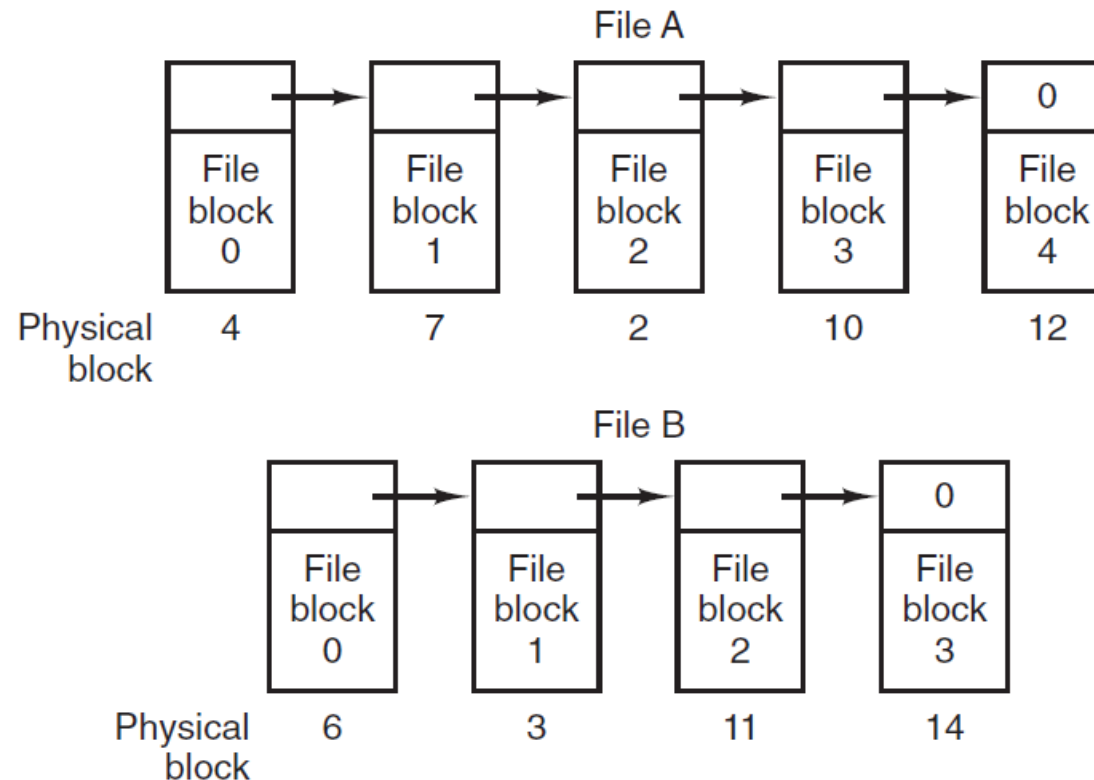 File A
0
File block 0
File block 1
File block 2
File block 3
File block 4
Physical block
4 7 2 10 12
File B
0
File block 0
File block 1
File block 2
File block 3
Physical block
6 3 11 14